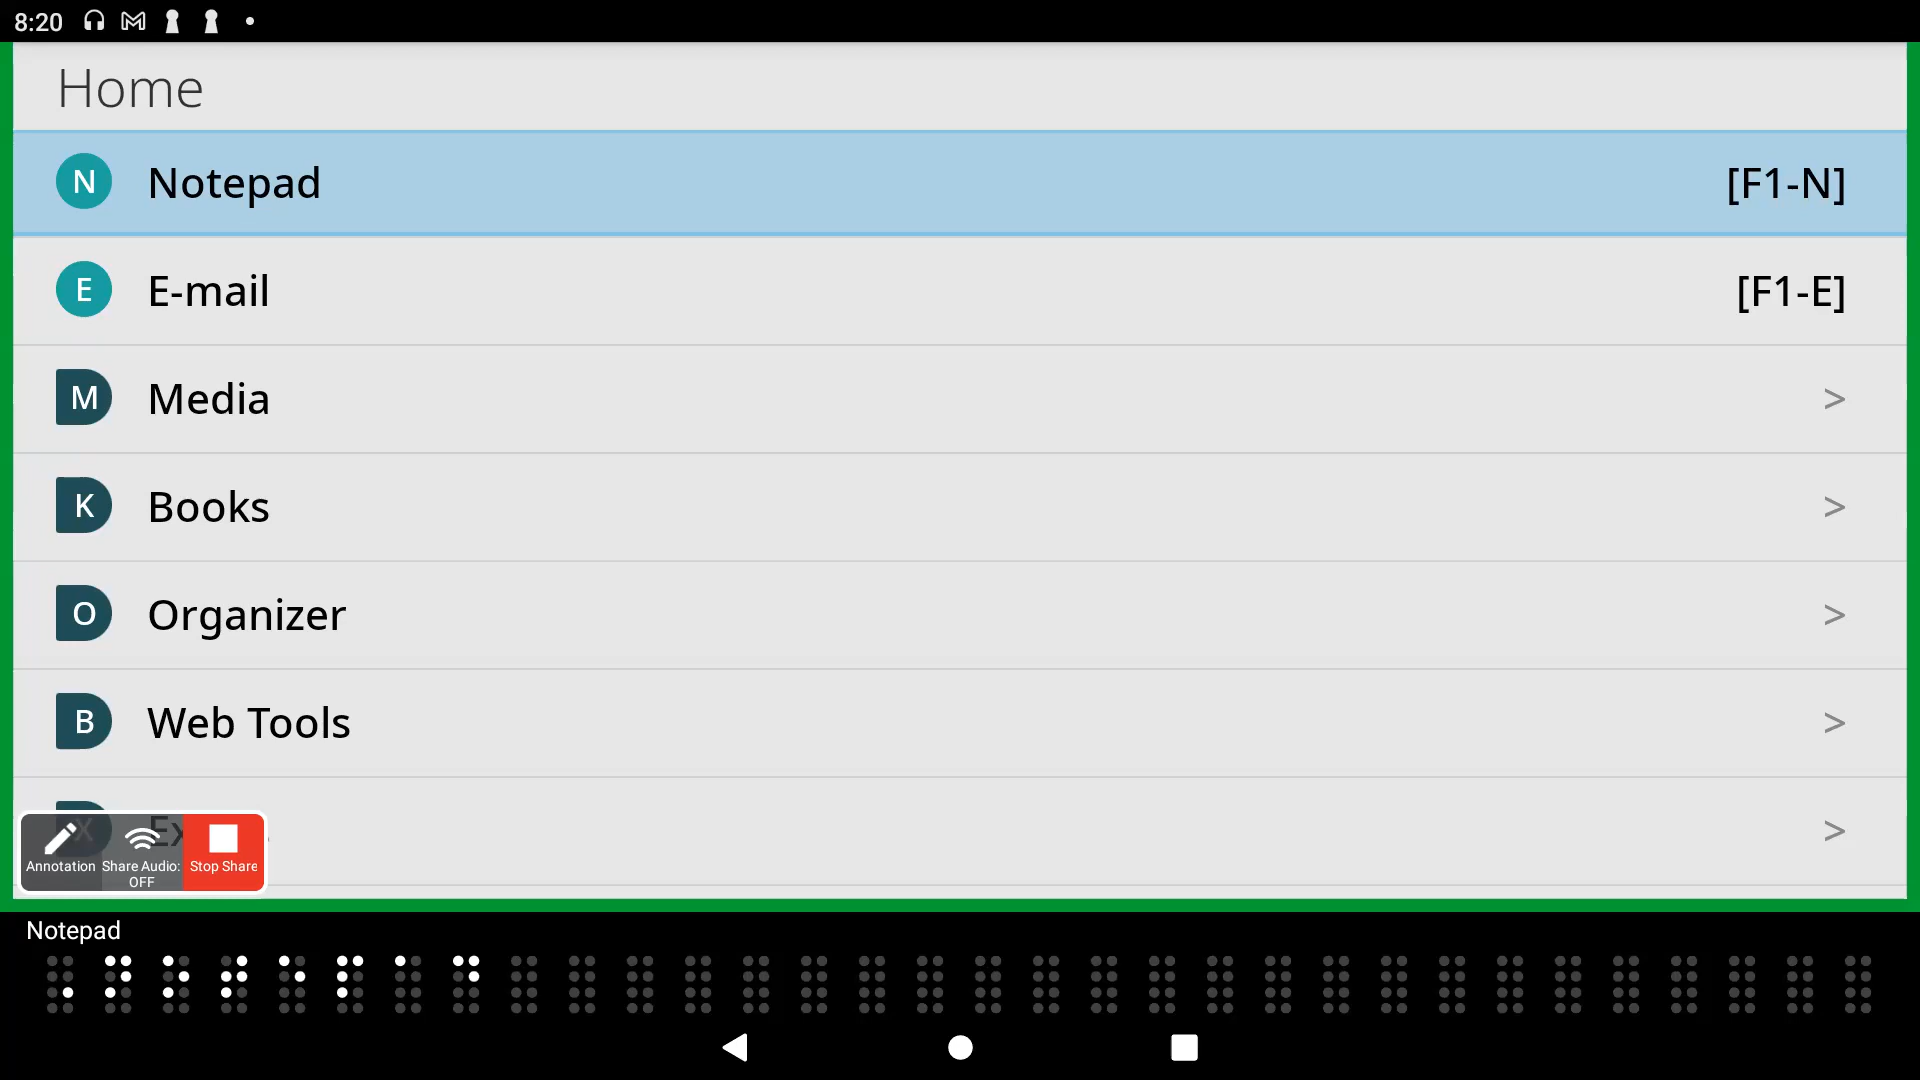 8:20
Home
N Notepad [F1-N]
E E-mail [F1-E]
M Media >
K Books >
O Organizer >
B Web Tools >
X Ex >
Annotation Share Audio: OFF Stop Share
Notepad